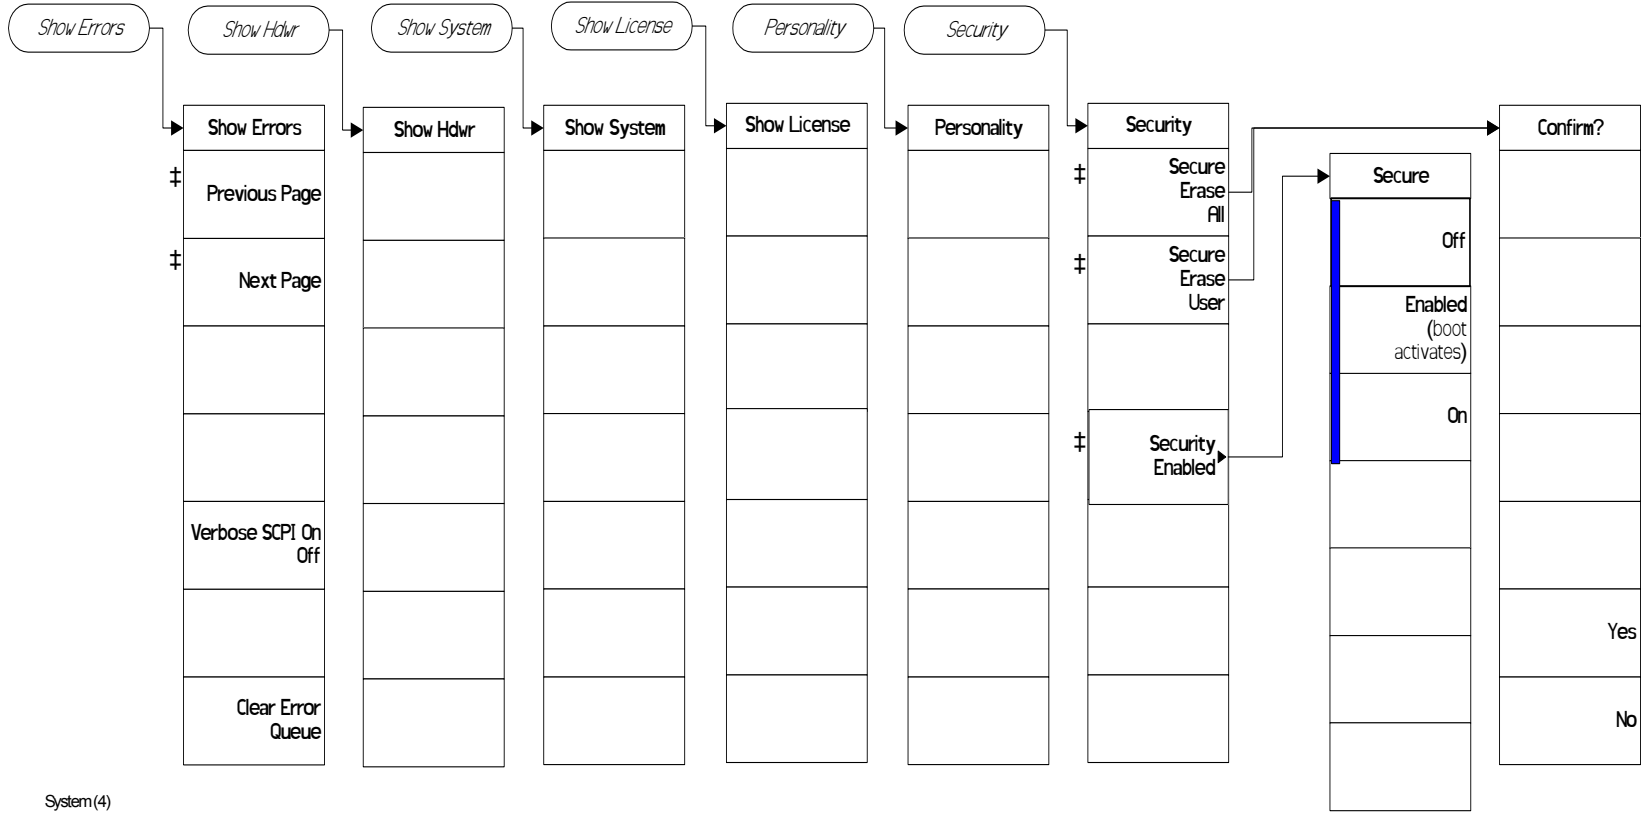 Show Errors
Show Hdwr
Show System
Show License
Personality
Security
Show Errors
‡
Previous Page
‡
Next Page
Verbose SCPI On
Off
Clear Error
Queue
Show Hdwr
Show System
Show License
Personality
Security
‡
Secure
Erase
All
‡
Secure
Erase
User
‡
Security
Enabled
Secure
Off
Enabled
(boot
activates)
On
Confirm?
Yes
No
System (4)